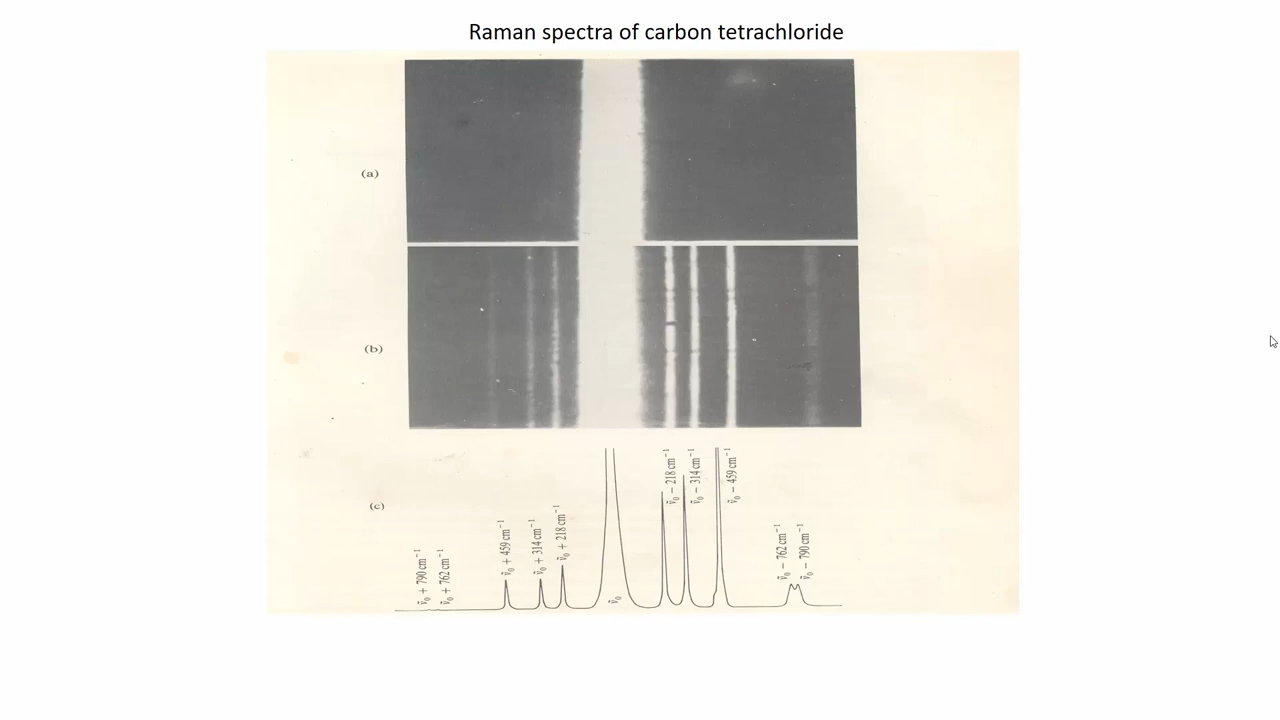 Raman spectra of carbon tetrachloride
(a)
(b)
(c)
ν̃₀ + 790 cm⁻¹
ν̃₀ + 762 cm⁻¹
ν̃₀ + 459 cm⁻¹
ν̃₀ + 314 cm⁻¹
ν̃₀ + 218 cm⁻¹
ν̃₀
ν̃₀ − 218 cm⁻¹
ν̃₀ − 314 cm⁻¹
ν̃₀ − 459 cm⁻¹
ν̃₀ − 762 cm⁻¹
ν̃₀ − 790 cm⁻¹